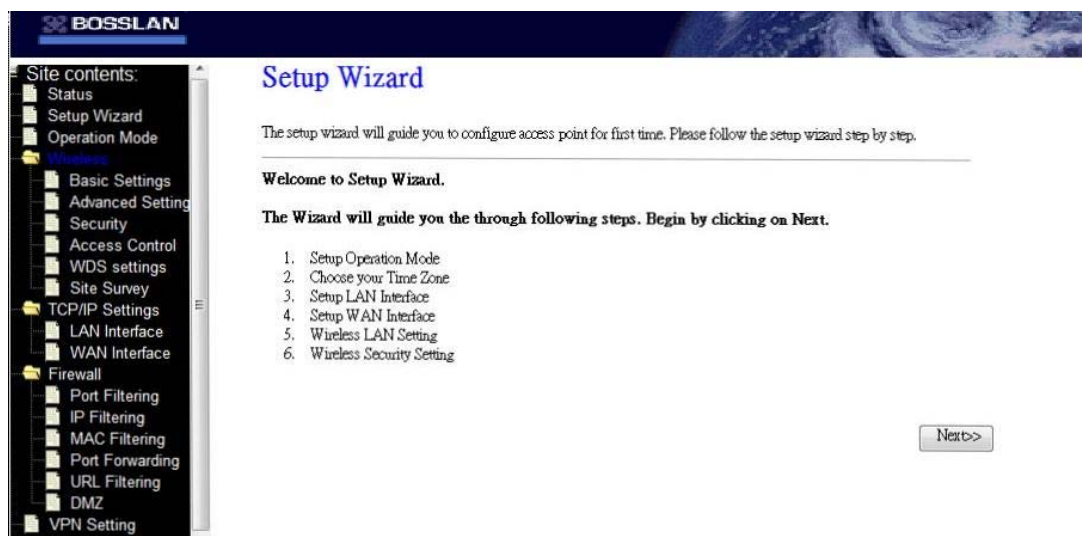 BOSSLAN
Site contents:
Status
Setup Wizard
Operation Mode
Wireless
Basic Settings
Advanced Setting
Security
Access Control
WDS settings
Site Survey
TCP/IP Settings
LAN Interface
WAN Interface
Firewall
Port Filtering
IP Filtering
MAC Filtering
Port Forwarding
URL Filtering
DMZ
VPN Setting
Setup Wizard
The setup wizard will guide you to configure access point for first time. Please follow the setup wizard step by step.
Welcome to Setup Wizard.
The Wizard will guide you the through following steps. Begin by clicking on Next.
1. Setup Operation Mode
2. Choose your Time Zone
3. Setup LAN Interface
4. Setup WAN Interface
5. Wireless LAN Setting
6. Wireless Security Setting
Next>>